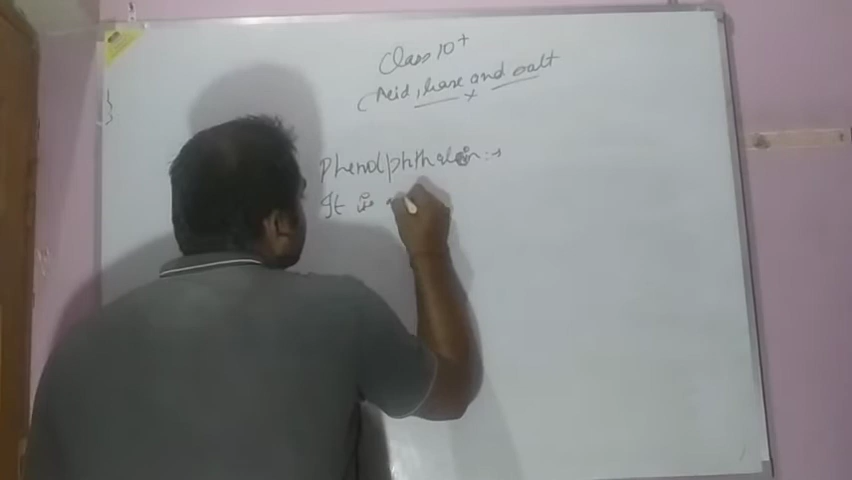 Class 10+
(Acid, base and salt
Phenolphthalein :→
It is